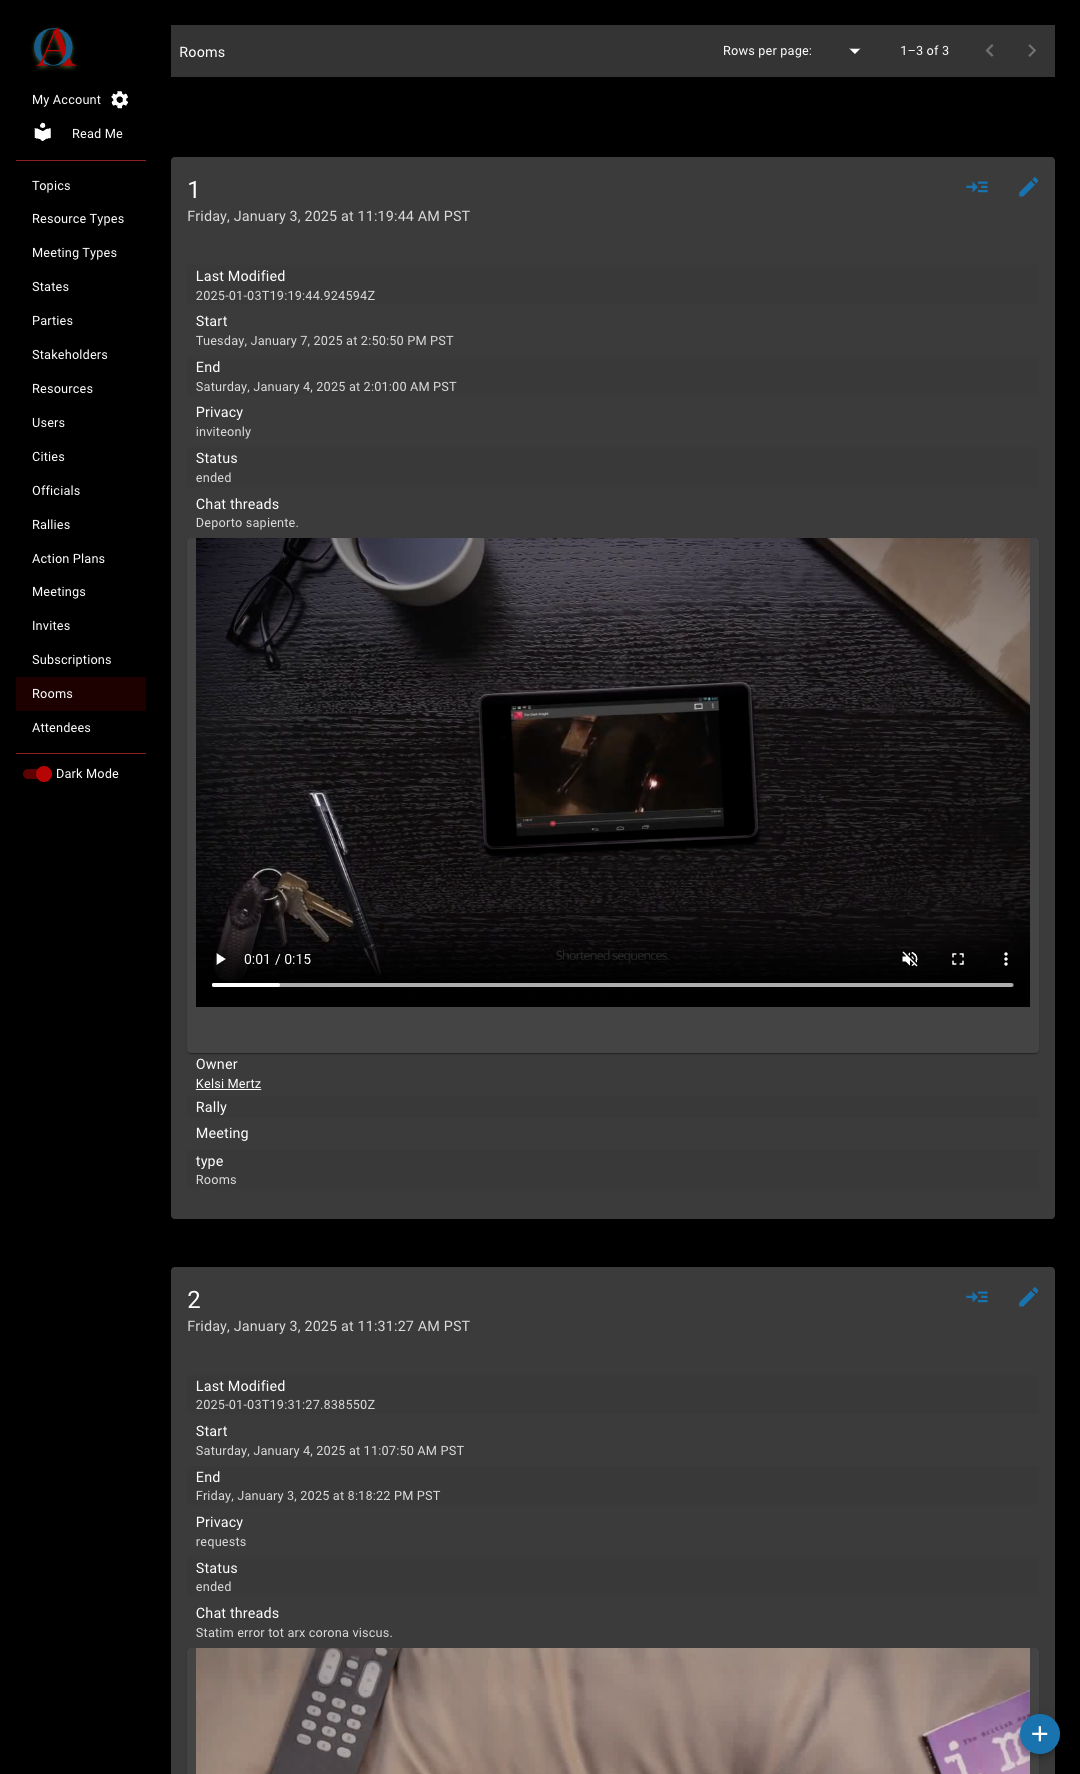 Rooms
Rows per page:
1–3 of 3
My Account
Read Me
Topics
Resource Types
Meeting Types
States
Parties
Stakeholders
Resources
Users
Cities
Officials
Rallies
Action Plans
Meetings
Invites
Subscriptions
Rooms
Attendees
Dark Mode
1
Friday, January 3, 2025 at 11:19:44 AM PST
Last Modified
2025-01-03T19:19:44.924594Z
Start
Tuesday, January 7, 2025 at 2:50:50 PM PST
End
Saturday, January 4, 2025 at 2:01:00 AM PST
Privacy
inviteonly
Status
ended
Chat threads
Deporto sapiente.
Shortened sequences.
0:01 / 0:15
Owner
Kelsi Mertz
Rally
Meeting
type
Rooms
2
Friday, January 3, 2025 at 11:31:27 AM PST
Last Modified
2025-01-03T19:31:27.838550Z
Start
Saturday, January 4, 2025 at 11:07:50 AM PST
End
Friday, January 3, 2025 at 8:18:22 PM PST
Privacy
requests
Status
ended
Chat threads
Statim error tot arx corona viscus.
The British